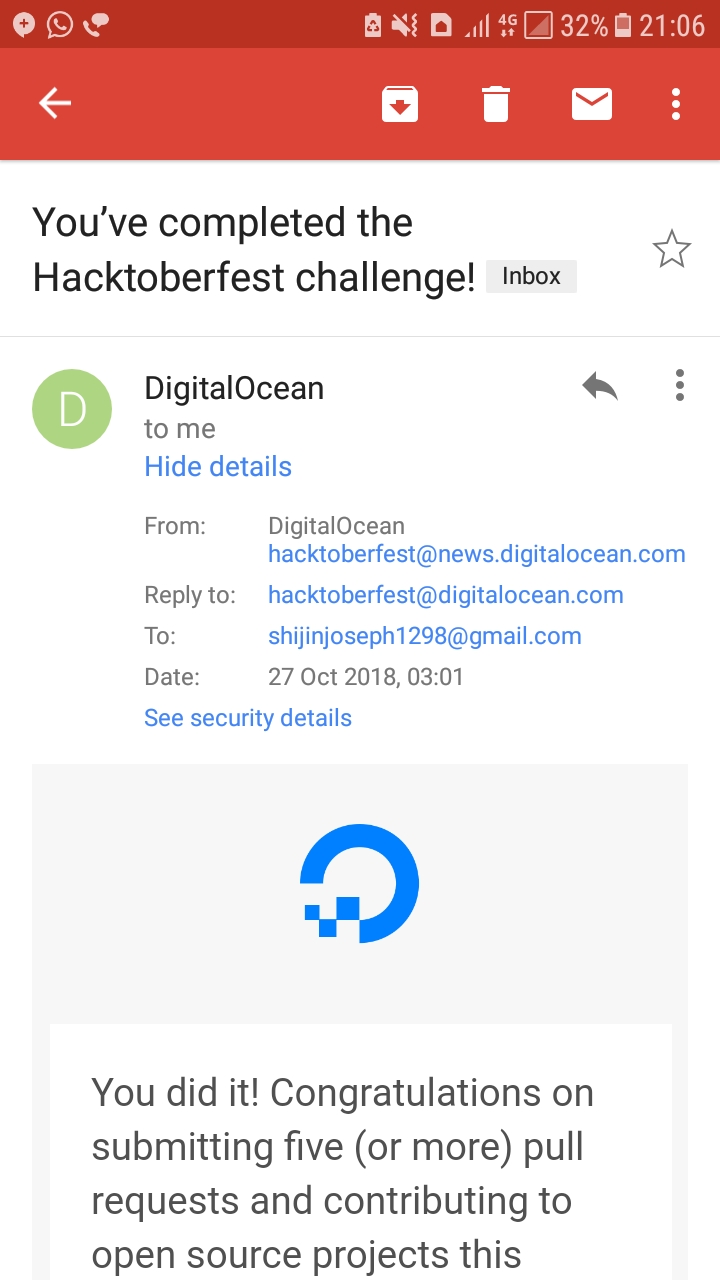 4G 32% 21:06
You’ve completed the
Hacktoberfest challenge! Inbox
D
DigitalOcean
to me
Hide details
From: DigitalOcean
hacktoberfest@news.digitalocean.com
Reply to: hacktoberfest@digitalocean.com
To: shijinjoseph1298@gmail.com
Date: 27 Oct 2018, 03:01
See security details
You did it! Congratulations on
submitting five (or more) pull
requests and contributing to
open source projects this